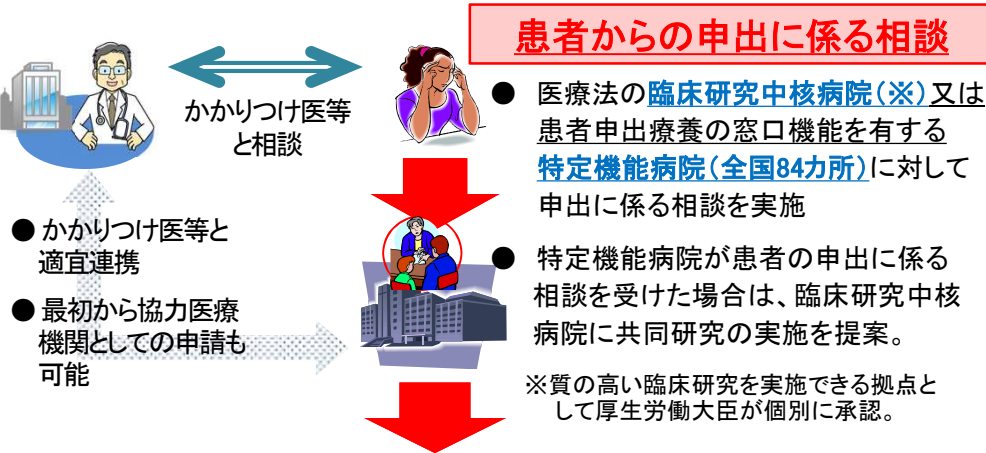 患者からの申出に係る相談
かかりつけ医等
と相談
● 医療法の臨床研究中核病院(※)又は
患者申出療養の窓口機能を有する
特定機能病院(全国84カ所)に対して
申出に係る相談を実施
● かかりつけ医等と
適宜連携
● 最初から協力医療
機関としての申請も
可能
● 特定機能病院が患者の申出に係る
相談を受けた場合は、臨床研究中核
病院に共同研究の実施を提案。
※質の高い臨床研究を実施できる拠点と
して厚生労働大臣が個別に承認。